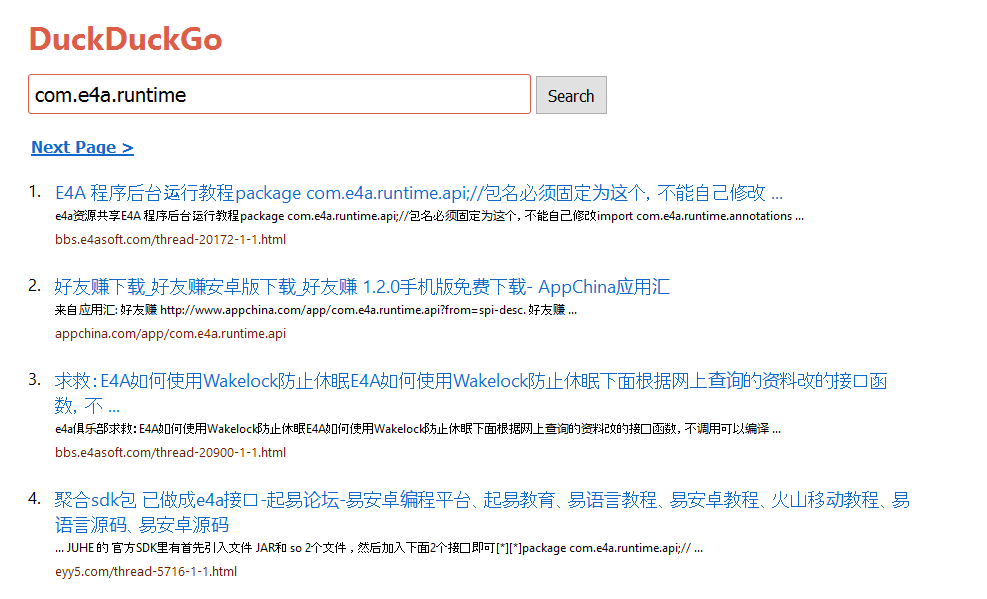 DuckDuckGo
com.e4a.runtime
Search
Next Page >
1. E4A 程序后台运行教程package com.e4a.runtime.api;//包名必须固定为这个, 不能自己修改 ...
e4a资源共享E4A 程序后台运行教程package com.e4a.runtime.api;//包名必须固定为这个, 不能自己修改import com.e4a.runtime.annotations ...
bbs.e4asoft.com/thread-20172-1-1.html
2. 好友赚下载_好友赚安卓版下载_好友赚 1.2.0手机版免费下载- AppChina应用汇
来自应用汇: 好友赚 http://www.appchina.com/app/com.e4a.runtime.api?from=spi-desc. 好友赚 ...
appchina.com/app/com.e4a.runtime.api
3. 求救: E4A如何使用Wakelock防止休眠E4A如何使用Wakelock防止休眠下面根据网上查询的资料改的接口函
数, 不 ...
e4a俱乐部求救: E4A如何使用Wakelock防止休眠E4A如何使用Wakelock防止休眠下面根据网上查询的资料改的接口函数, 不调用可以编译 ...
bbs.e4asoft.com/thread-20900-1-1.html
4. 聚合sdk包 已做成e4a接口-起易论坛-易安卓编程平台、起易教育、易语言教程、易安卓教程、火山移动教程、易
语言源码、易安卓源码
... JUHE 的 官方SDK里有首先引入文件 JAR和 so 2个文件 , 然后加入下面2个接口即可[*][*]package com.e4a.runtime.api;// ...
eyy5.com/thread-5716-1-1.html